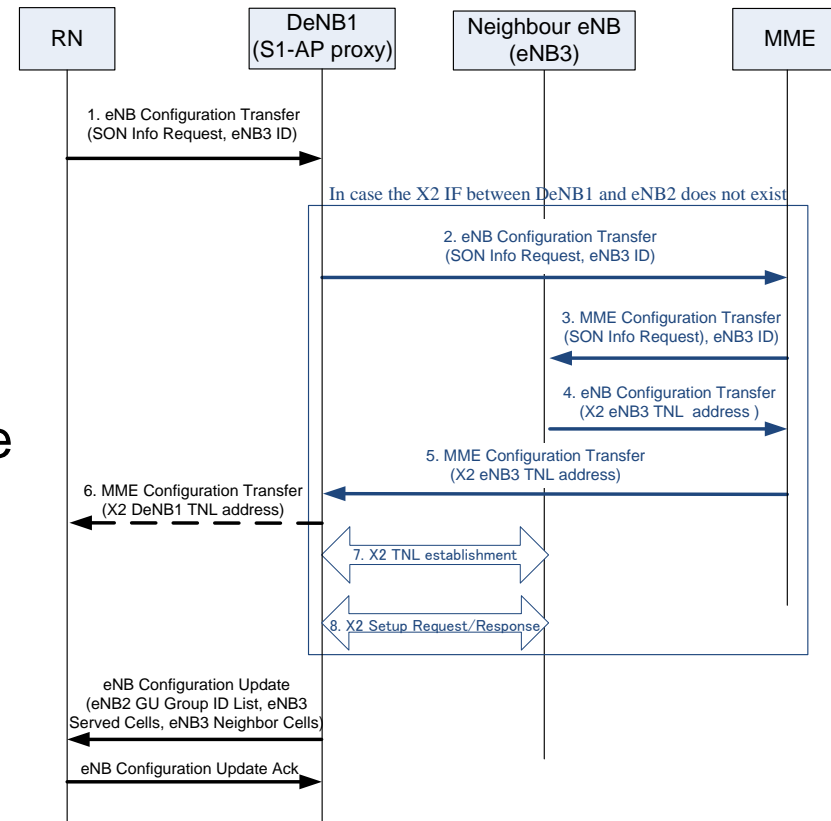 RN
DeNB1
(S1-AP proxy)
Neighbour eNB
(eNB3)
MME
1. eNB Configuration Transfer
(SON Info Request, eNB3 ID)
In case the X2 IF between DeNB1 and eNB2 does not exist
2. eNB Configuration Transfer
(SON Info Request, eNB3 ID)
3. MME Configuration Transfer
(SON Info Request), eNB3 ID)
4. eNB Configuration Transfer
(X2 eNB3 TNL address )
e
5. MME Configuration Transfer
(X2 eNB3 TNL address)
6. MME Configuration Transfer
(X2 DeNB1 TNL address)
7. X2 TNL establishment
8. X2 Setup Request/Response
eNB Configuration Update
(eNB2 GU Group ID List, eNB3
Served Cells, eNB3 Neighbor Cells)
eNB Configuration Update Ack